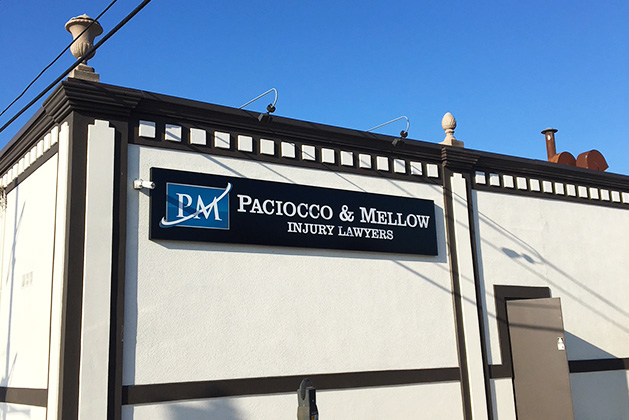 PM
PACIOCCO & MELLOW
INJURY LAWYERS